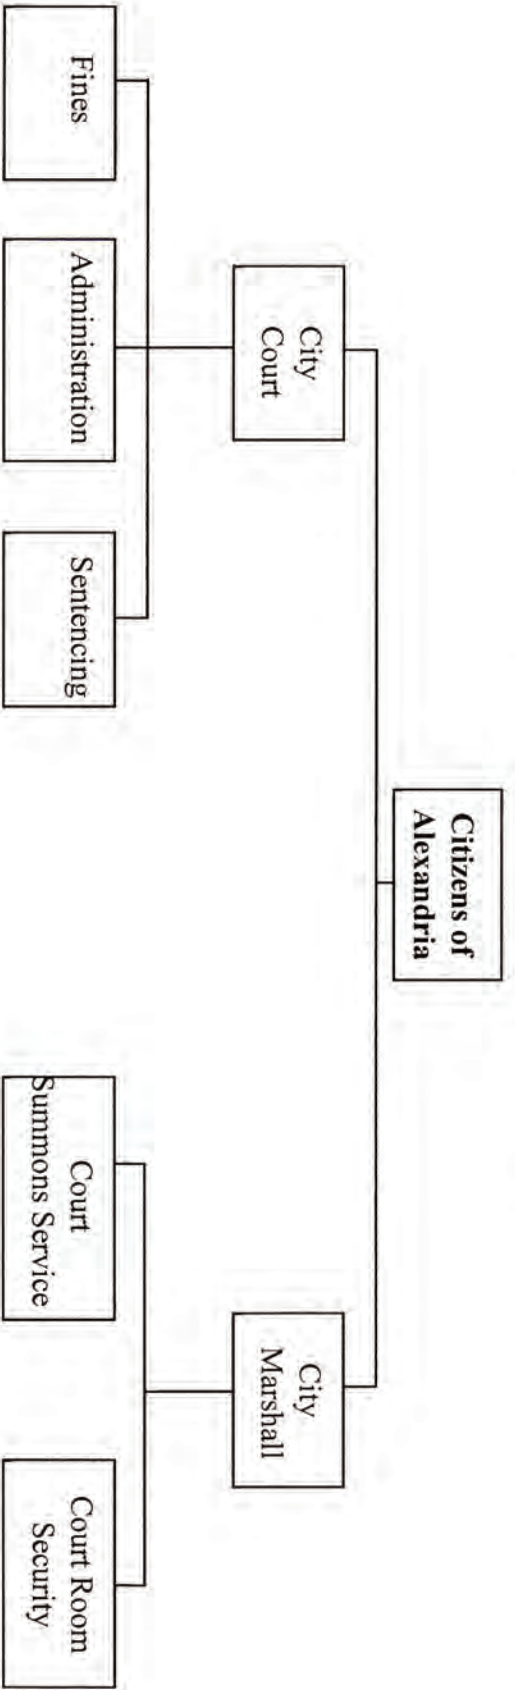 Citizens of
Alexandria
City
Court
City
Marshall
Fines
Administration
Sentencing
Court
Summons Service
Court Room
Security